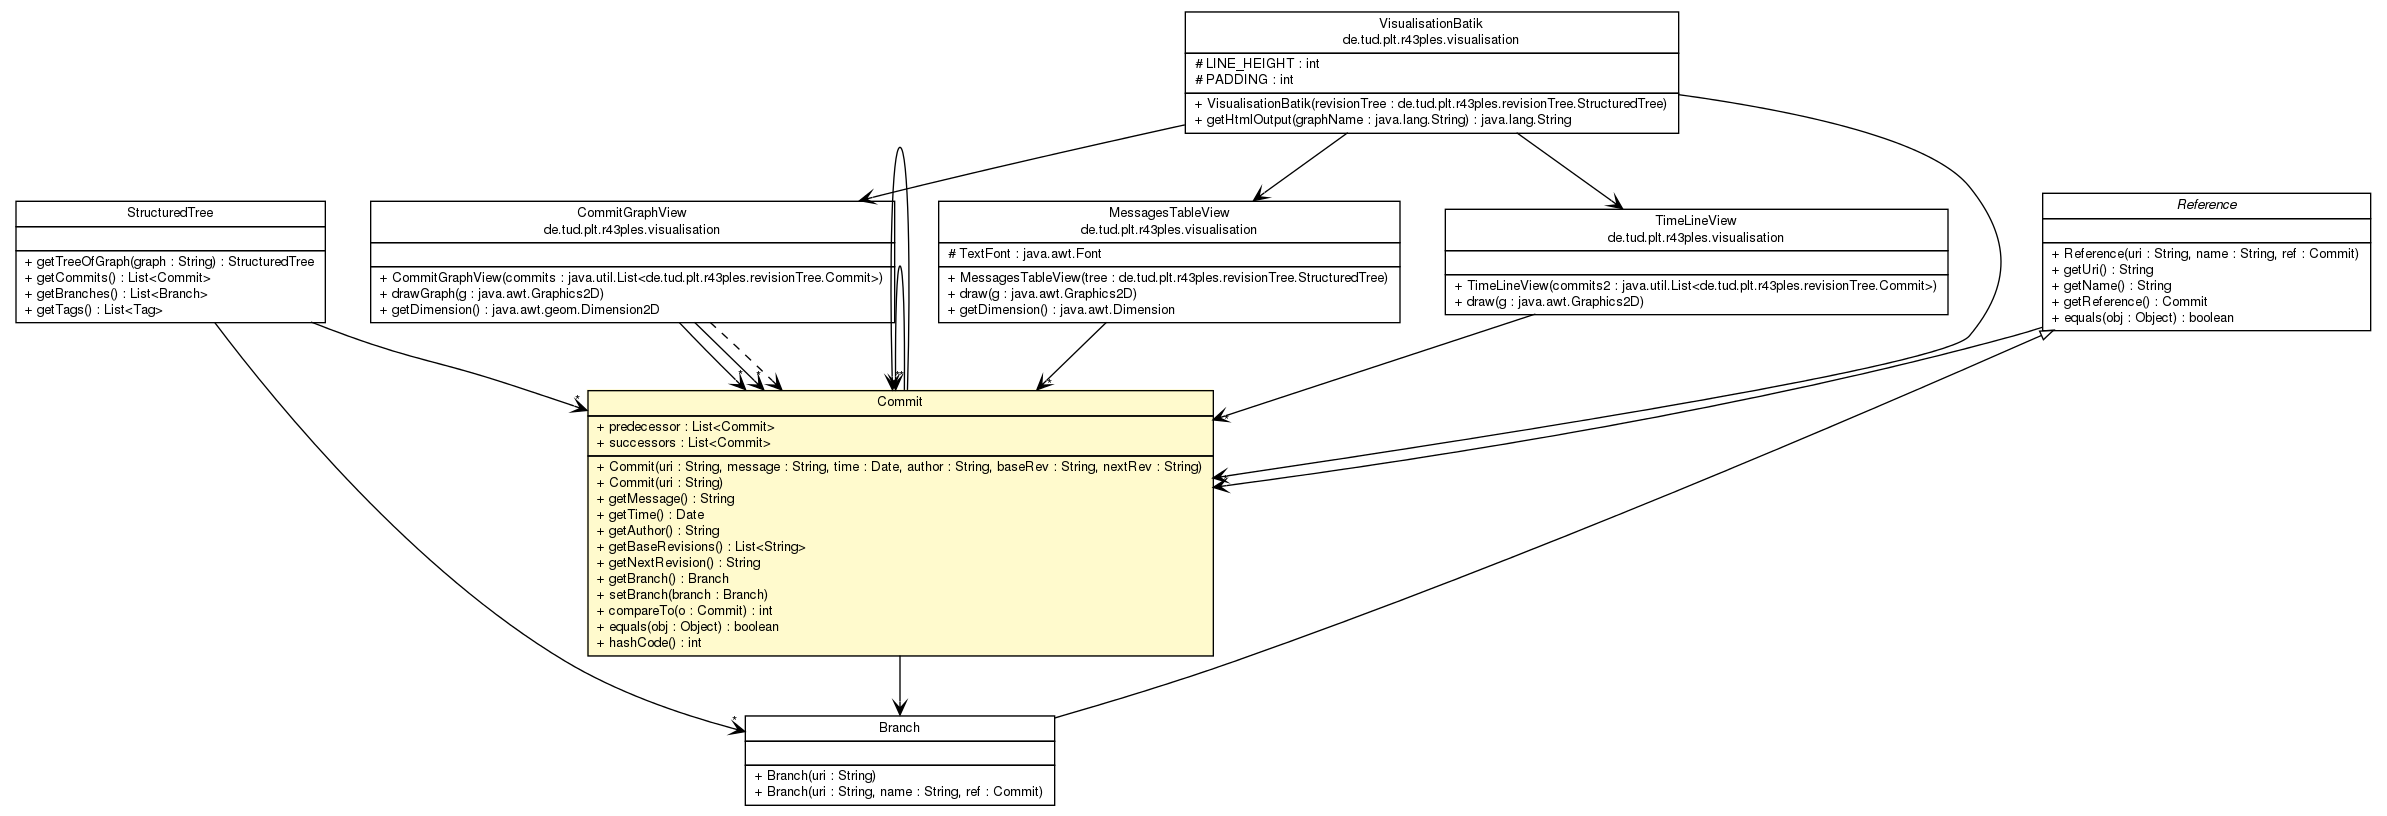 VisualisationBatik
de.tud.plt.r43ples.visualisation
# LINE_HEIGHT : int
# PADDING : int
+ VisualisationBatik(revisionTree : de.tud.plt.r43ples.revisionTree.StructuredTree)
+ getHtmlOutput(graphName : java.lang.String) : java.lang.String
StructuredTree
+ getTreeOfGraph(graph : String) : StructuredTree
+ getCommits() : List<Commit>
+ getBranches() : List<Branch>
+ getTags() : List<Tag>
CommitGraphView
de.tud.plt.r43ples.visualisation
+ CommitGraphView(commits : java.util.List<de.tud.plt.r43ples.revisionTree.Commit>)
+ drawGraph(g : java.awt.Graphics2D)
+ getDimension() : java.awt.geom.Dimension2D
MessagesTableView
de.tud.plt.r43ples.visualisation
# TextFont : java.awt.Font
+ MessagesTableView(tree : de.tud.plt.r43ples.revisionTree.StructuredTree)
+ draw(g : java.awt.Graphics2D)
+ getDimension() : java.awt.Dimension
TimeLineView
de.tud.plt.r43ples.visualisation
+ TimeLineView(commits2 : java.util.List<de.tud.plt.r43ples.revisionTree.Commit>)
+ draw(g : java.awt.Graphics2D)
Reference
+ Reference(uri : String, name : String, ref : Commit)
+ getUri() : String
+ getName() : String
+ getReference() : Commit
+ equals(obj : Object) : boolean
Commit
+ predecessor : List<Commit>
+ successors : List<Commit>
+ Commit(uri : String, message : String, time : Date, author : String, baseRev : String, nextRev : String)
+ Commit(uri : String)
+ getMessage() : String
+ getTime() : Date
+ getAuthor() : String
+ getBaseRevisions() : List<String>
+ getNextRevision() : String
+ getBranch() : Branch
+ setBranch(branch : Branch)
+ compareTo(o : Commit) : int
+ equals(obj : Object) : boolean
+ hashCode() : int
Branch
+ Branch(uri : String)
+ Branch(uri : String, name : String, ref : Commit)